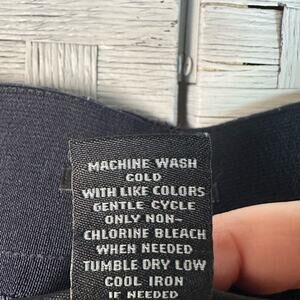 MACHINE WASH
COLD
WITH LIKE COLORS
GENTLE CYCLE
ONLY NON-
CHLORINE BLEACH
WHEN NEEDED
TUMBLE DRY LOW
COOL IRON
IF NEEDED